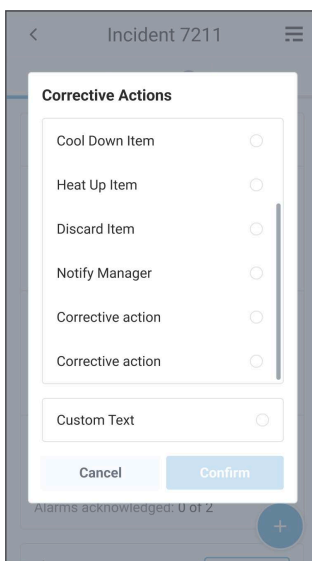 Incident 7211
Corrective Actions
Cool Down Item
Heat Up Item
Discard Item
Notify Manager
Corrective action
Corrective action
Custom Text
Cancel
Confirm
Alarms acknowledged: 0 of 2